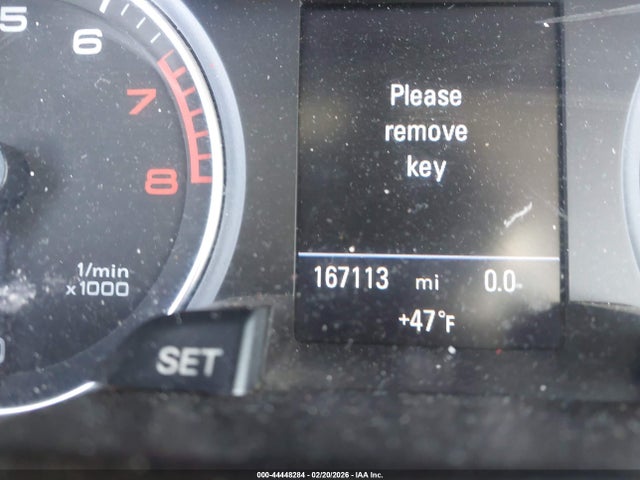 5
6
7
8
1/min
x1000
0
SET
Please
remove
key
167113 mi 0.0
+47°F
000-44448284 - 02/20/2026 - IAA Inc.